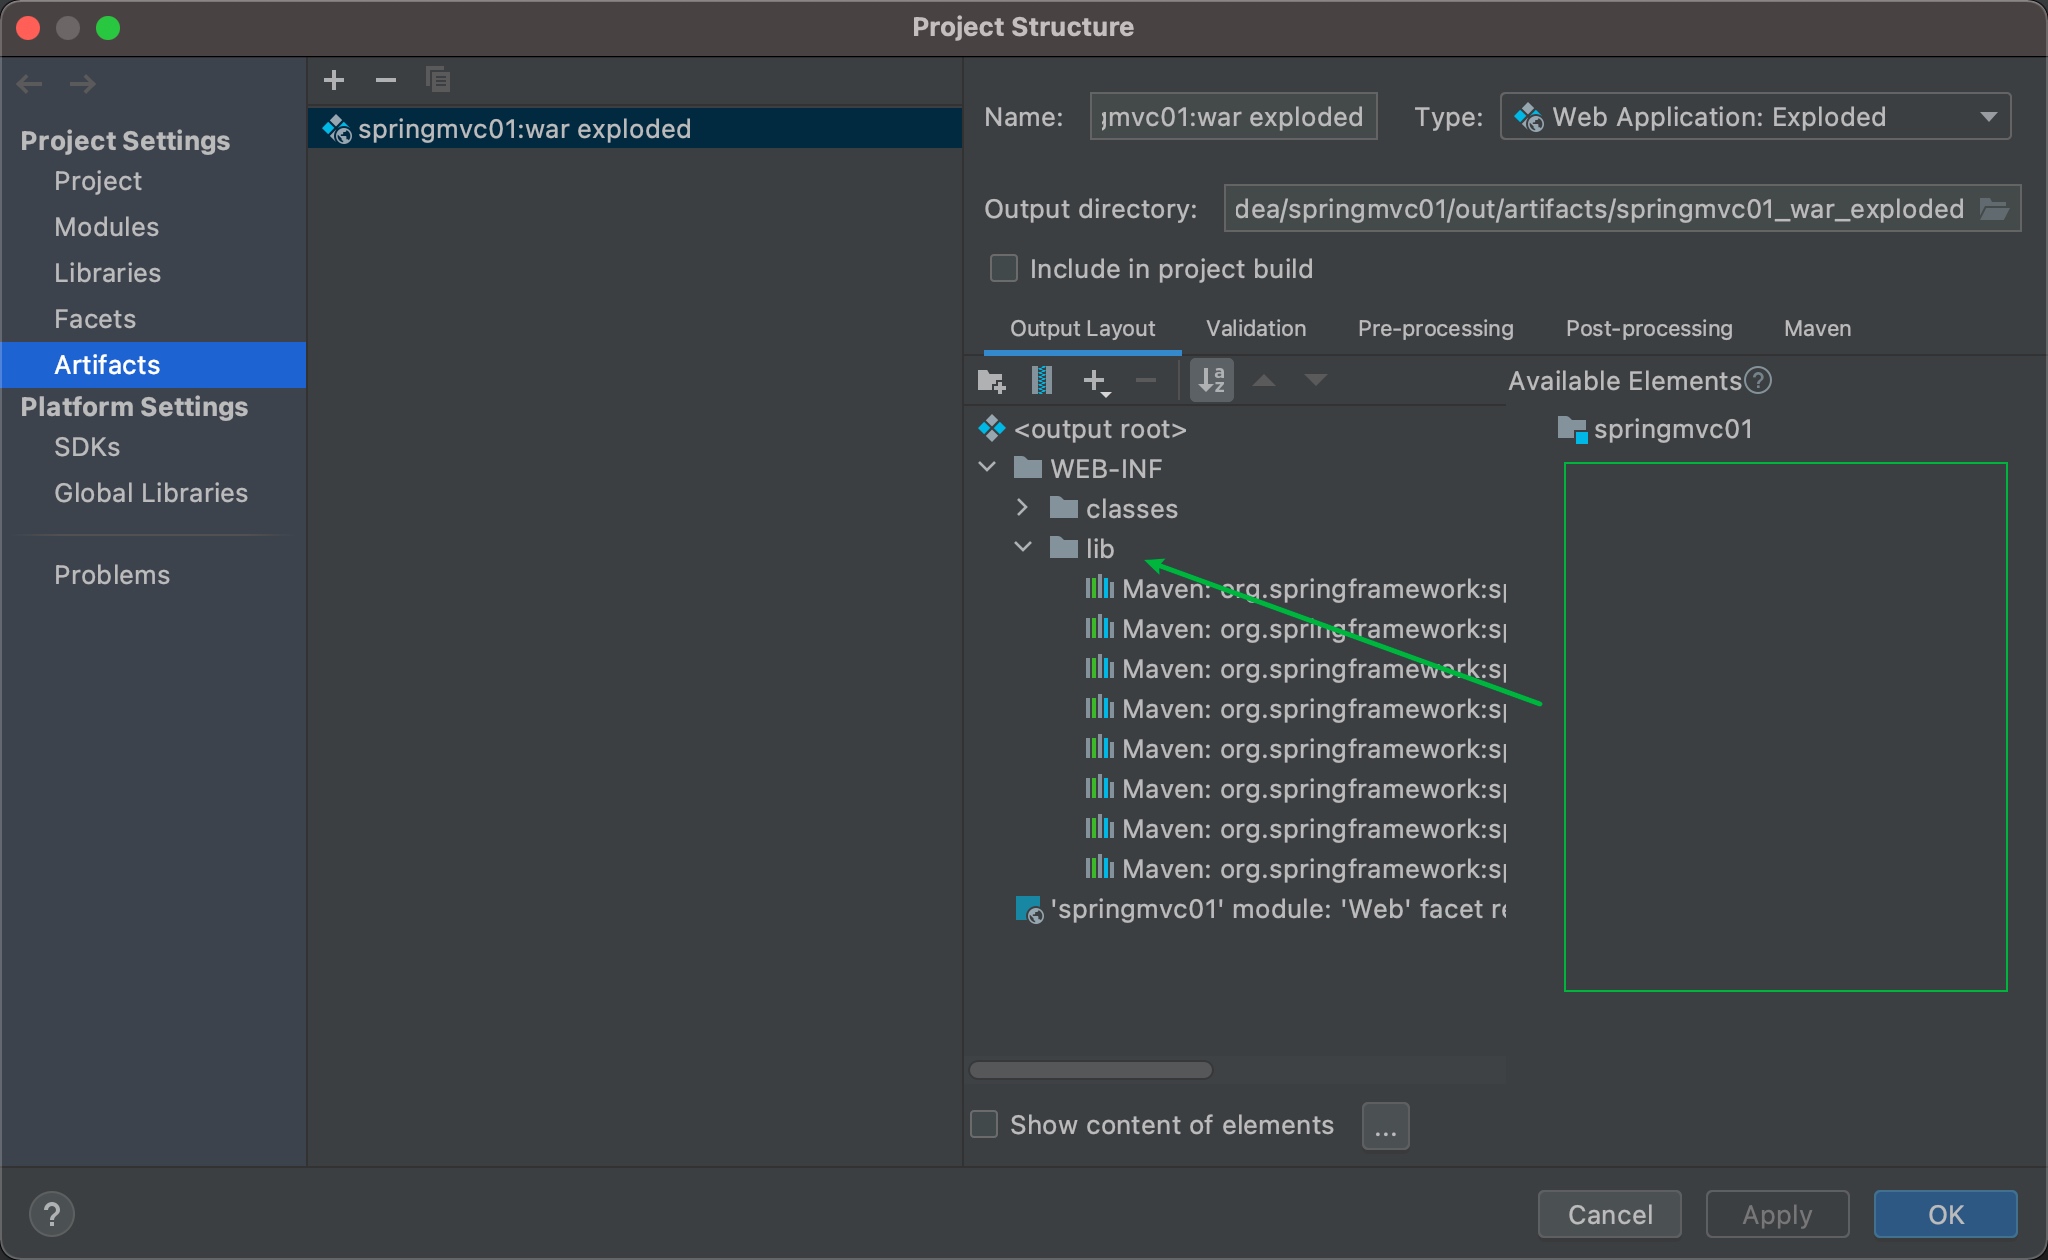 Project Structure
Project Settings
Project
Modules
Libraries
Facets
Artifacts
Platform Settings
SDKs
Global Libraries
Problems
springmvc01:war exploded
Name:
mvc01:war exploded
Type:
Web Application: Exploded
Output directory:
dea/springmvc01/out/artifacts/springmvc01_war_exploded
Include in project build
Output Layout
Validation
Pre-processing
Post-processing
Maven
Available Elements
<output root>
WEB-INF
classes
lib
Maven: org.springframework:s
Maven: org.springframework:s
Maven: org.springframework:s
Maven: org.springframework:s
Maven: org.springframework:s
Maven: org.springframework:s
Maven: org.springframework:s
Maven: org.springframework:s
'springmvc01' module: 'Web' facet re
springmvc01
Show content of elements
...
?
Cancel
Apply
OK